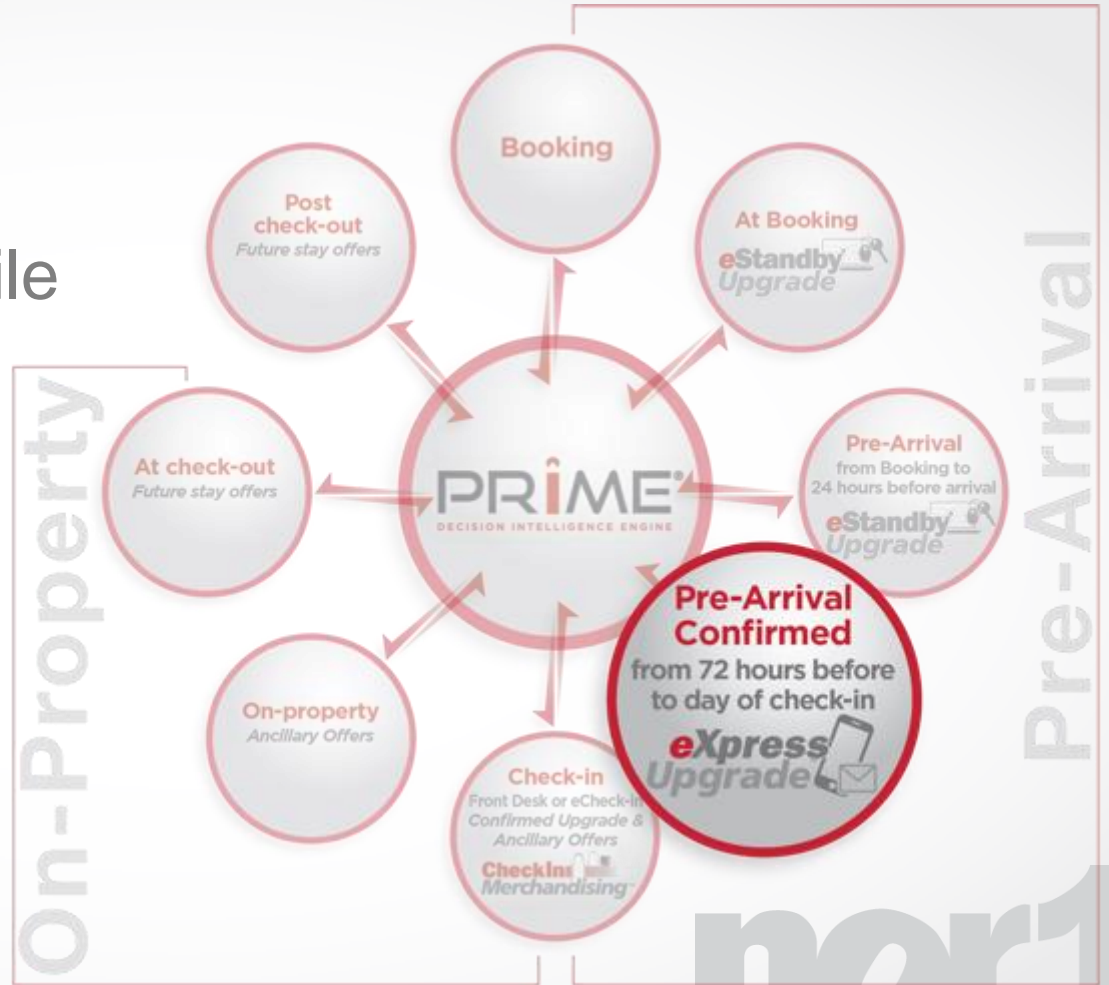 ile
Booking
At Booking
eStandby
Upgrade
Pre-Arrival
from Booking to
24 hours before arrival
eStandby
Upgrade
Pre-Arrival
Confirmed
from 72 hours before
to day of check-in
eXpress
Upgrade
Check-in
Front Desk or eCheck-in
Confirmed Upgrade &
Ancillary Offers
CheckIn
Merchandising™
On-property
Ancillary Offers
At check-out
Future stay offers
Post
check-out
Future stay offers
PRiME®
DECISION INTELLIGENCE ENGINE
On-Property
Pre-Arrival
nor1